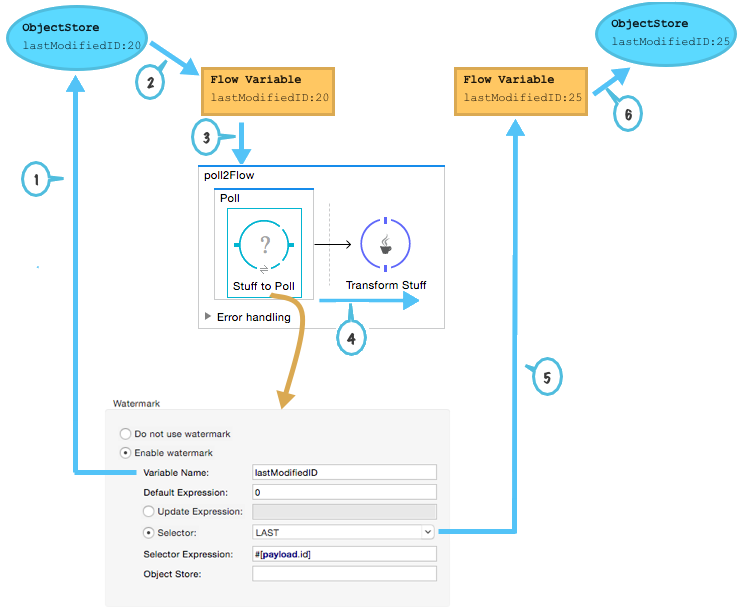 ObjectStore
lastModifiedID:20
ObjectStore
lastModifiedID:25
2
Flow Variable
lastModifiedID:20
Flow Variable
lastModifiedID:25
6
3
1
poll2Flow
Poll
?
Stuff to Poll
Transform Stuff
Error handling
4
5
Watermark
Do not use watermark
Enable watermark
Variable Name: lastModifiedID
Default Expression: 0
Update Expression:
Selector: LAST
Selector Expression: #[payload.id]
Object Store: